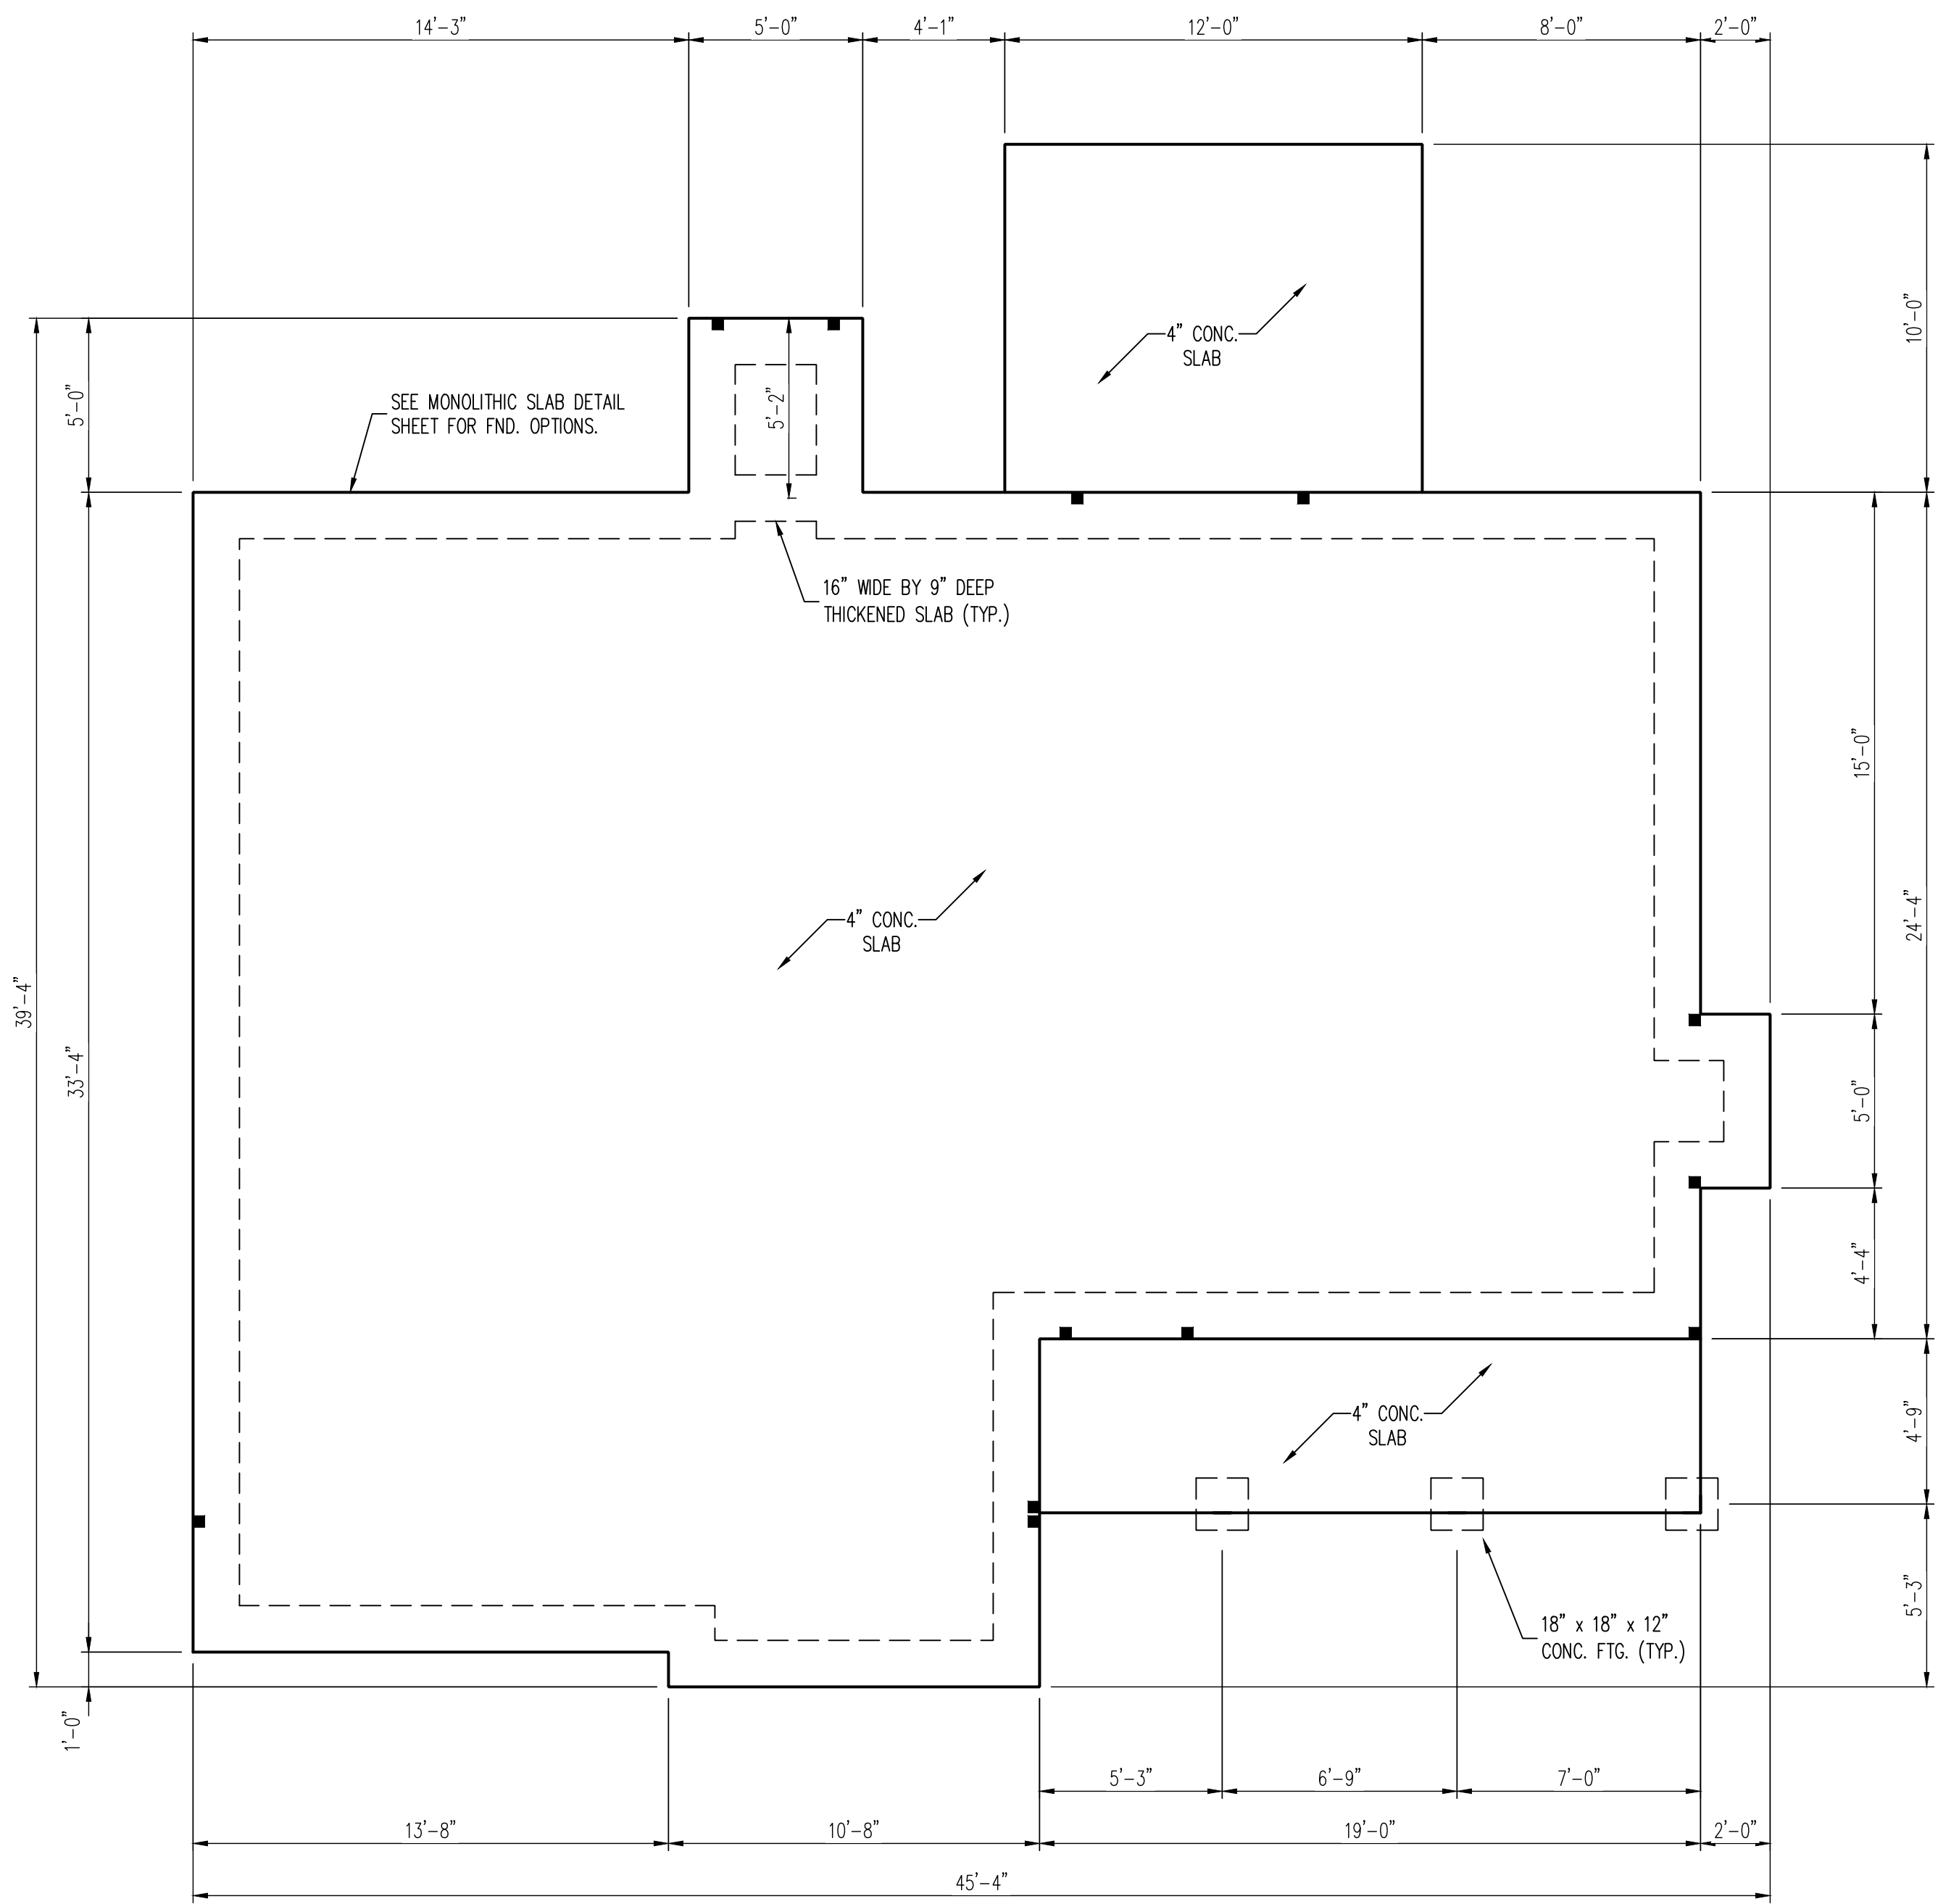 14'-3"
5'-0"
4'-1"
12'-0"
8'-0"
2'-0"
10'-0"
4" CONC.
SLAB
5'-0"
SEE MONOLITHIC SLAB DETAIL
SHEET FOR FND. OPTIONS.
5'-2"
16" WIDE BY 9" DEEP
THICKENED SLAB (TYP.)
15'-0"
24'-4"
4" CONC.
SLAB
39'-4"
33'-4"
5'-0"
4'-4"
4" CONC.
SLAB
4'-9"
5'-3"
18" x 18" x 12"
CONC. FTG. (TYP.)
1'-0"
5'-3"
6'-9"
7'-0"
13'-8"
10'-8"
19'-0"
2'-0"
45'-4"